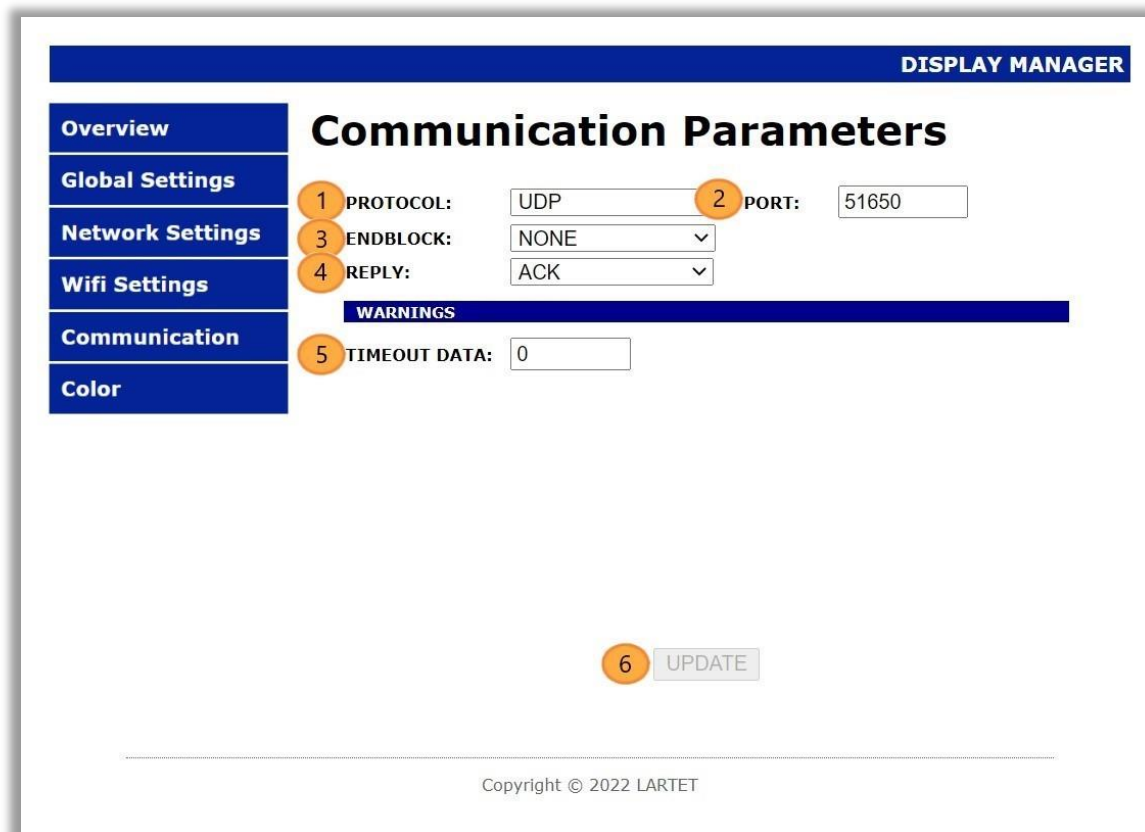 DISPLAY MANAGER
Overview
Global Settings
Network Settings
Wifi Settings
Communication
Color
Communication Parameters
1 PROTOCOL: UDP 2 PORT: 51650
3 ENDBLOCK: NONE
4 REPLY: ACK
WARNINGS
5 TIMEOUT DATA: 0
6 UPDATE
Copyright © 2022 LARTET